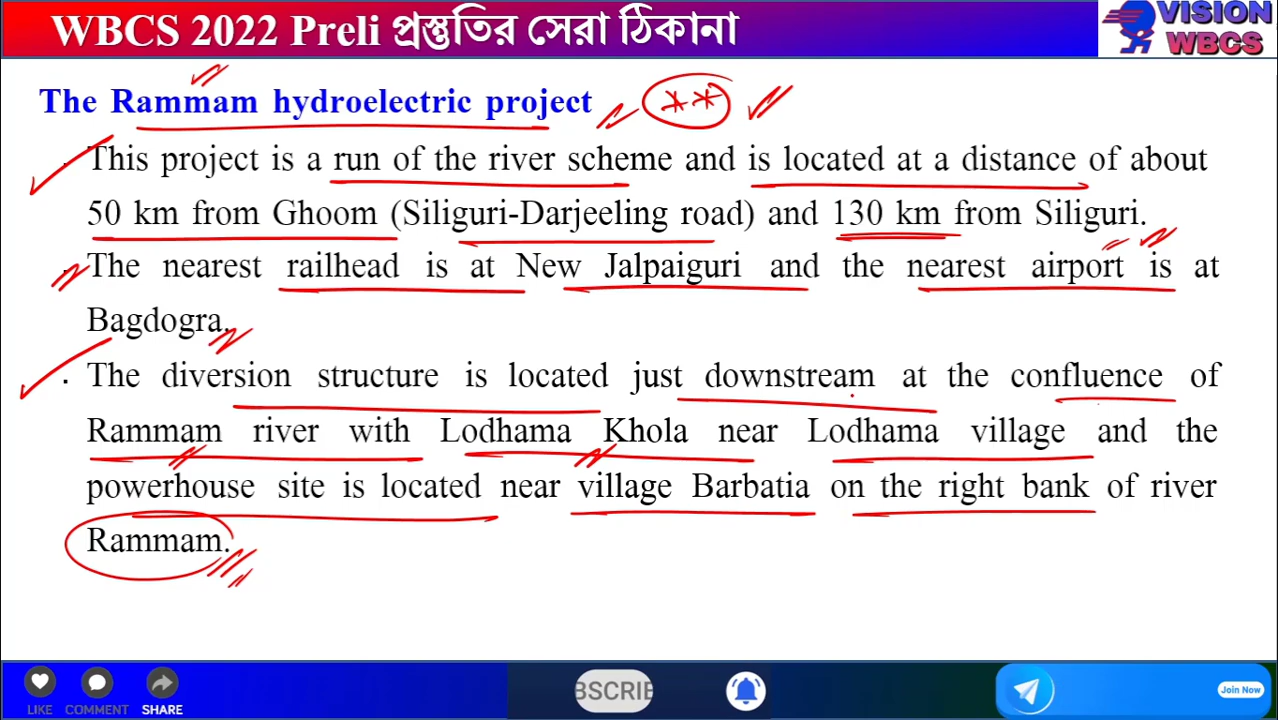 WBCS 2022 Preli প্রস্তুতির সেরা ঠিকানা
VISION
WBCS
The Rammam hydroelectric project
This project is a run of the river scheme and is located at a distance of about
50 km from Ghoom (Siliguri-Darjeeling road) and 130 km from Siliguri.
The nearest railhead is at New Jalpaiguri and the nearest airport is at
Bagdogra.
The diversion structure is located just downstream at the confluence of
Rammam river with Lodhama Khola near Lodhama village and the
powerhouse site is located near village Barbatia on the right bank of river
Rammam.
LIKE COMMENT SHARE
BSCRIE
Join Now